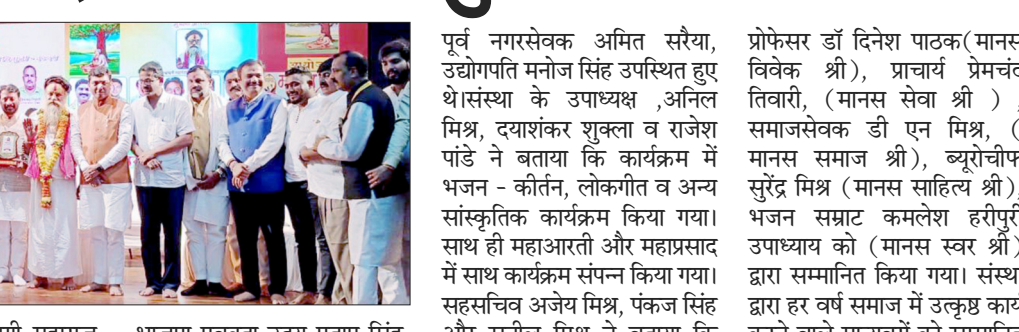 पूर्व नगरसेवक अमित सरैया,
उद्योगपति मनोज सिंह उपस्थित हुए
थे।संस्था के उपाध्यक्ष ,अनिल
मिश्र, दयाशंकर शुक्ला व राजेश
पांडे ने बताया कि कार्यक्रम में
भजन - कीर्तन, लोकगीत व अन्य
सांस्कृतिक कार्यक्रम किया गया।
साथ ही महाआरती और महाप्रसाद
में साथ कार्यक्रम संपन्न किया गया।
सहसचिव अजेय मिश्र, पंकज सिंह
प्रोफेसर डॉ दिनेश पाठक(मानस
विवेक श्री), प्राचार्य प्रेमचंद
तिवारी, (मानस सेवा श्री ) ,
समाजसेवक डी एन मिश्र, (
मानस समाज श्री), ब्यूरोचीफ
सुरेंद्र मिश्र (मानस साहित्य श्री),
भजन सम्राट कमलेश हरीपुरी
उपाध्याय को (मानस स्वर श्री)
द्वारा सम्मानित किया गया। संस्था
द्वारा हर वर्ष समाज में उत्कृष्ठ कार्य